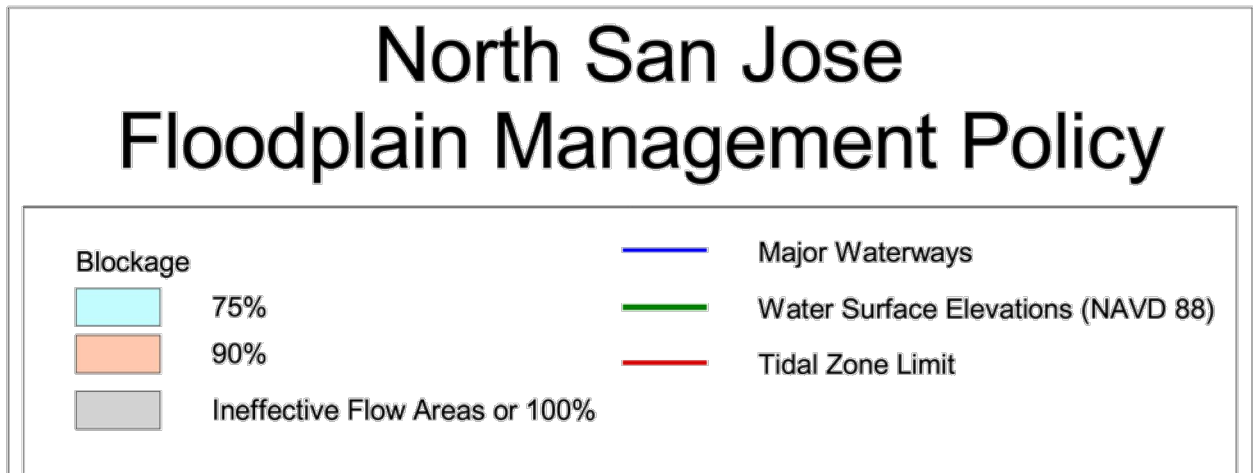 North San Jose
Floodplain Management Policy
Blockage
75%
90%
Ineffective Flow Areas or 100%
Major Waterways
Water Surface Elevations (NAVD 88)
Tidal Zone Limit